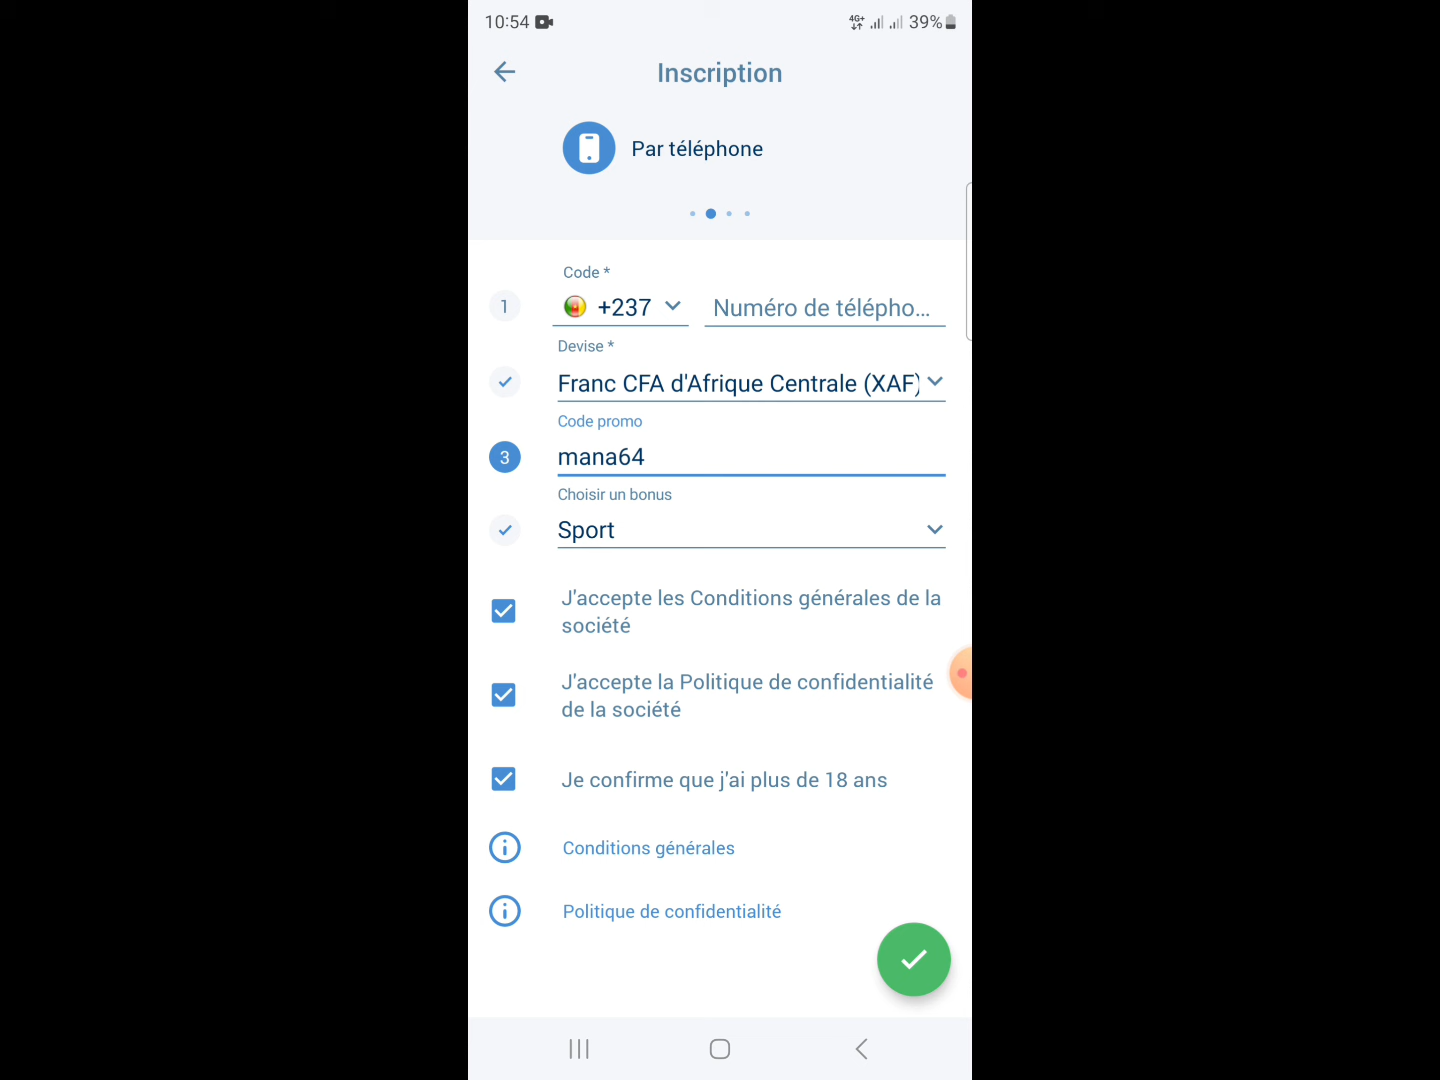 10:54
4G+ 39%
Inscription
Par téléphone
Code *
1 +237 Numéro de télépho...
Devise *
Franc CFA d'Afrique Centrale (XAF)
Code promo
3 mana64
Choisir un bonus
Sport
J'accepte les Conditions générales de la
société
J'accepte la Politique de confidentialité
de la société
Je confirme que j'ai plus de 18 ans
Conditions générales
Politique de confidentialité